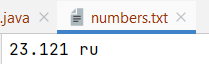 .java numbers.txt
23.121 ru